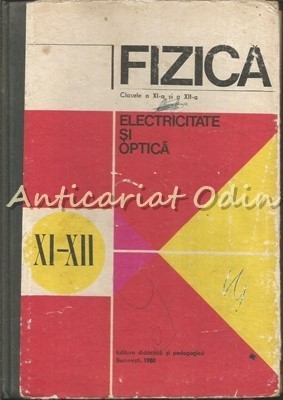 FIZICA
Clasele a XI-a și a XII-a
ELECTRICITATE
ȘI
OPTICĂ
Anticariat Odin
XI-XII
Editura didactică și pedagogică
București, 1980